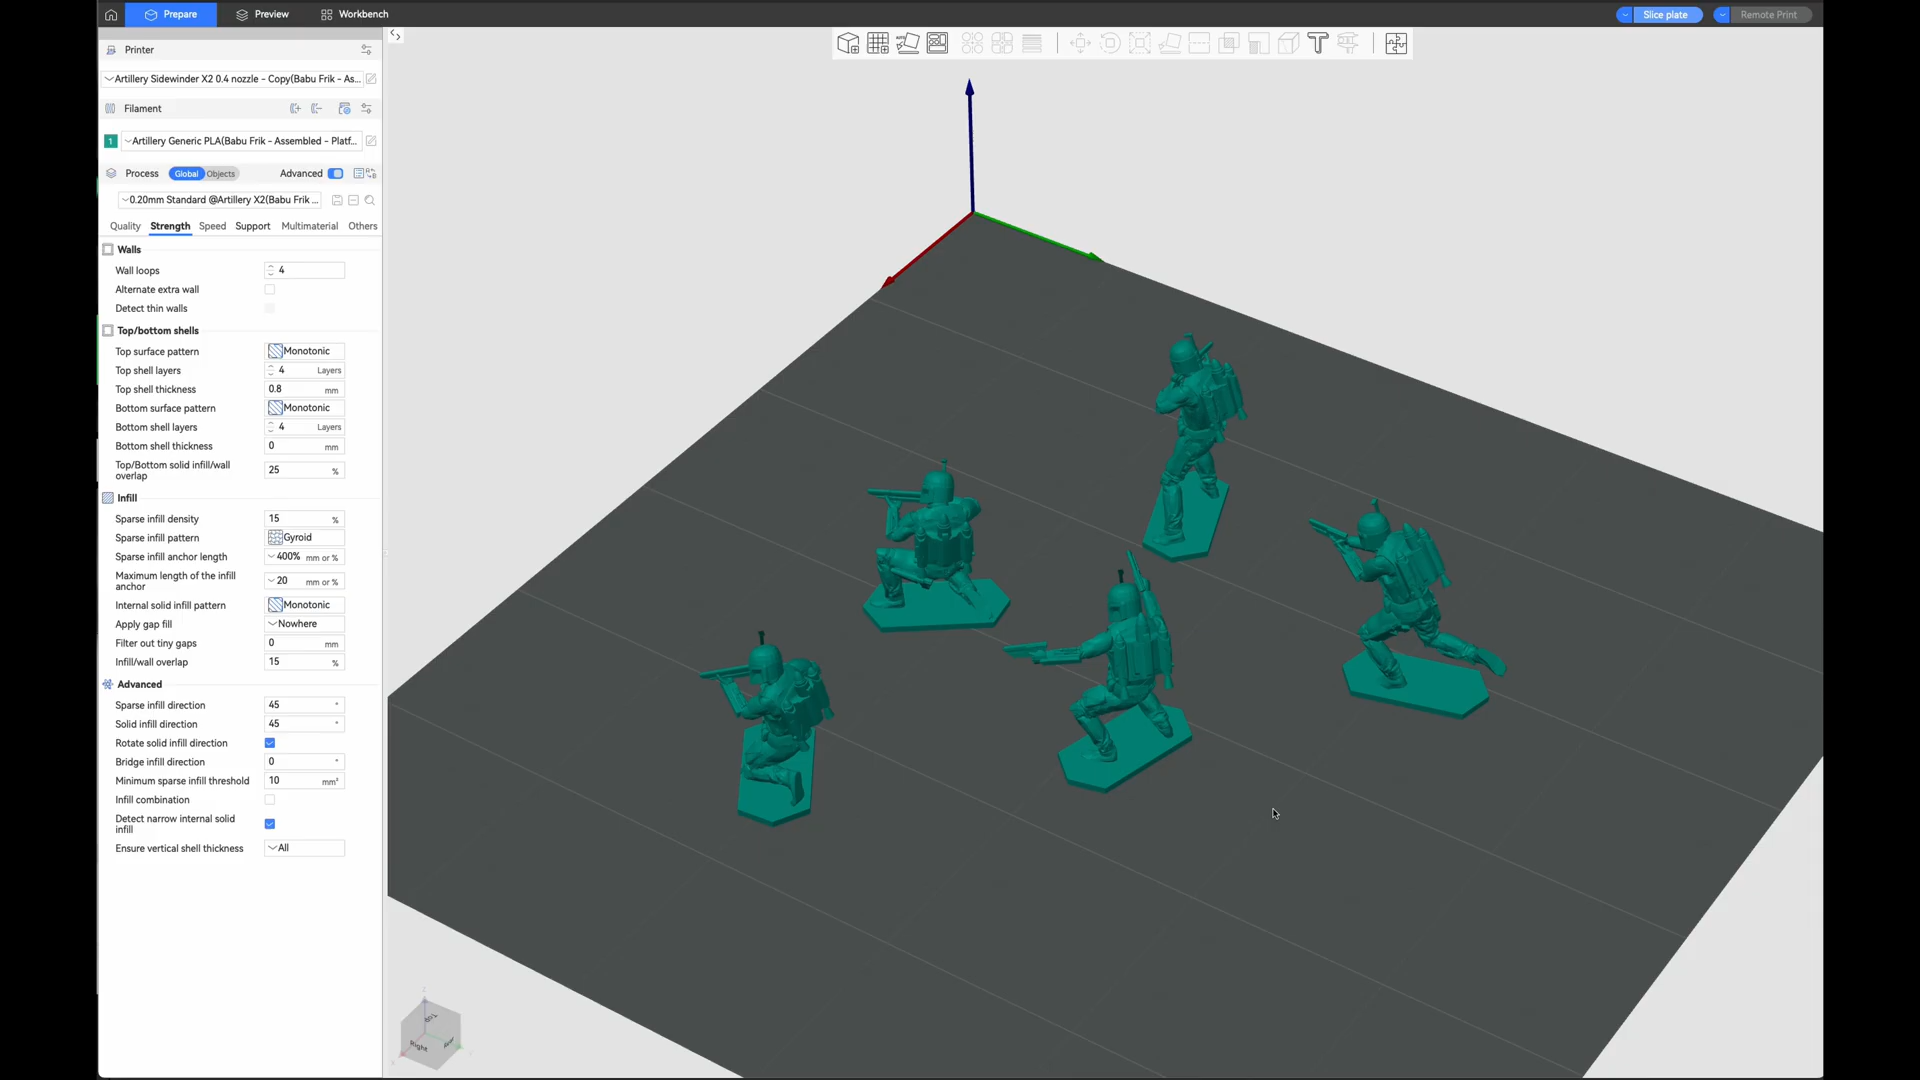 Prepare
Preview
Workbench
Slice plate
Remote Print
Printer
Artillery Sidewinder X2 0.4 nozzle - Copy(Babu Frik - As...
Filament
1
Artillery Generic PLA(Babu Frik - Assembled - Platf...
Process
Global
Objects
Advanced
0.20mm Standard @Artillery X2(Babu Frik ...
Quality
Strength
Speed
Support
Multimaterial
Others
Walls
Wall loops 4
Alternate extra wall
Detect thin walls
Top/bottom shells
Top surface pattern Monotonic
Top shell layers 4 Layers
Top shell thickness 0.8 mm
Bottom surface pattern Monotonic
Bottom shell layers 4 Layers
Bottom shell thickness 0 mm
Top/Bottom solid infill/wall
overlap 25 %
Infill
Sparse infill density 15 %
Sparse infill pattern Gyroid
Sparse infill anchor length 400% mm or %
Maximum length of the infill
anchor 20 mm or %
Internal solid infill pattern Monotonic
Apply gap fill Nowhere
Filter out tiny gaps 0 mm
Infill/wall overlap 15 %
Advanced
Sparse infill direction 45 °
Solid infill direction 45 °
Rotate solid infill direction
Bridge infill direction 0 °
Minimum sparse infill threshold 10 mm²
Infill combination
Detect narrow internal solid
infill
Ensure vertical shell thickness All
Z
Top
Right